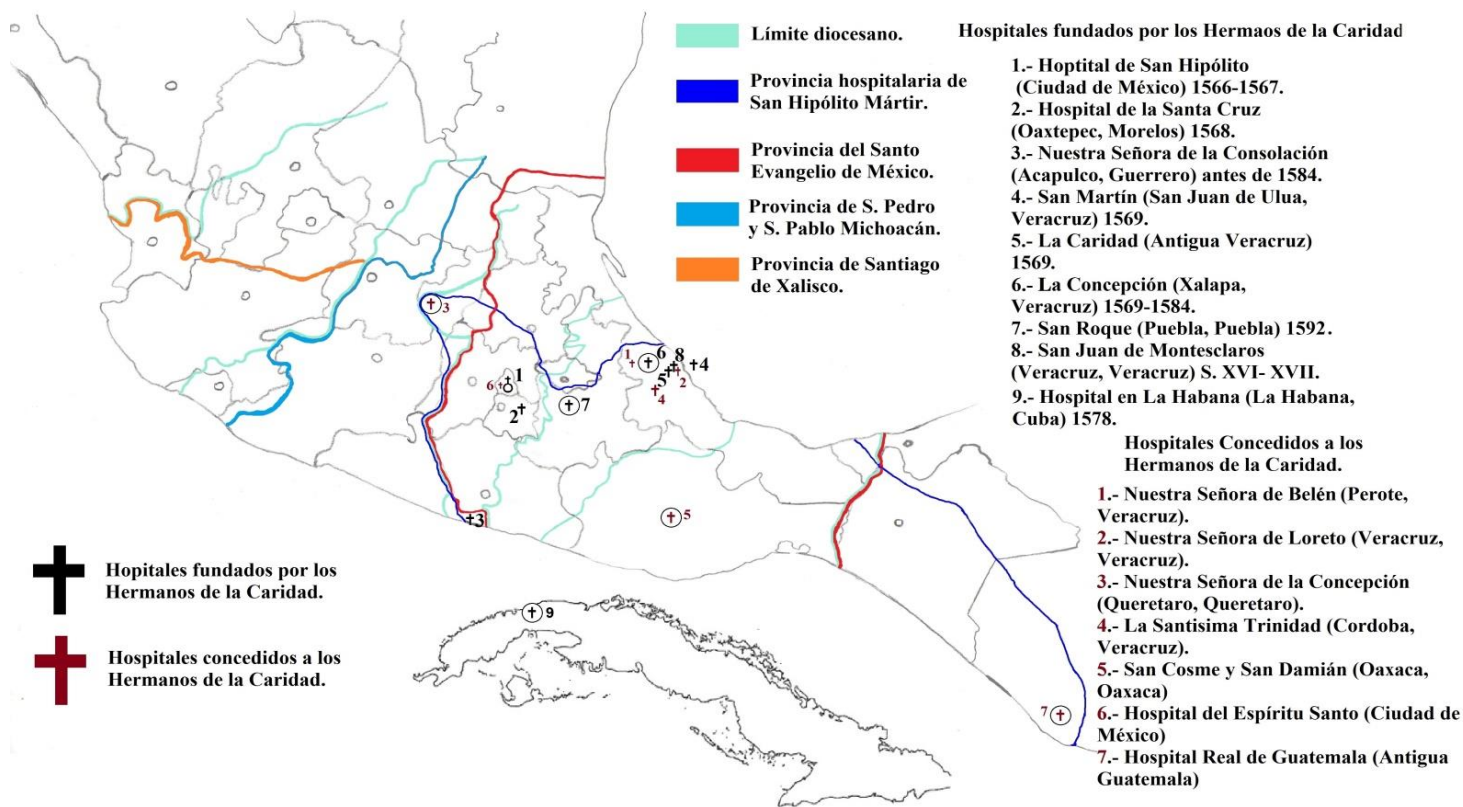 Límite diocesano.
Provincia hospitalaria de
San Hipólito Mártir.
Provincia del Santo
Evangelio de México.
Provincia de S. Pedro
y S. Pablo Michoacán.
Provincia de Santiago
de Xalisco.
Hospitales fundados por los Hermaos de la Caridad
1.- Hoptital de San Hipólito
(Ciudad de México) 1566-1567.
2.- Hospital de la Santa Cruz
(Oaxtepec, Morelos) 1568.
3.- Nuestra Señora de la Consolación
(Acapulco, Guerrero) antes de 1584.
4.- San Martín (San Juan de Ulua,
Veracruz) 1569.
5.- La Caridad (Antigua Veracruz)
1569.
6.- La Concepción (Xalapa,
Veracruz) 1569-1584.
7.- San Roque (Puebla, Puebla) 1592.
8.- San Juan de Montesclaros
(Veracruz, Veracruz) S. XVI- XVII.
9.- Hospital en La Habana (La Habana,
Cuba) 1578.
Hospitales Concedidos a los
Hermanos de la Caridad.
1.- Nuestra Señora de Belén (Perote,
Veracruz).
2.- Nuestra Señora de Loreto (Veracruz,
Veracruz).
3.- Nuestra Señora de la Concepción
(Queretaro, Queretaro).
4.- La Santisima Trinidad (Cordoba,
Veracruz).
5.- San Cosme y San Damián (Oaxaca,
Oaxaca)
6.- Hospital del Espíritu Santo (Ciudad de
México)
7.- Hospital Real de Guatemala (Antigua
Guatemala)
3
1
6
8
4
5
2
6
1
4
2
7
3
5
7
9
Hopitales fundados por los
Hermanos de la Caridad.
Hospitales concedidos a los
Hermanos de la Caridad.